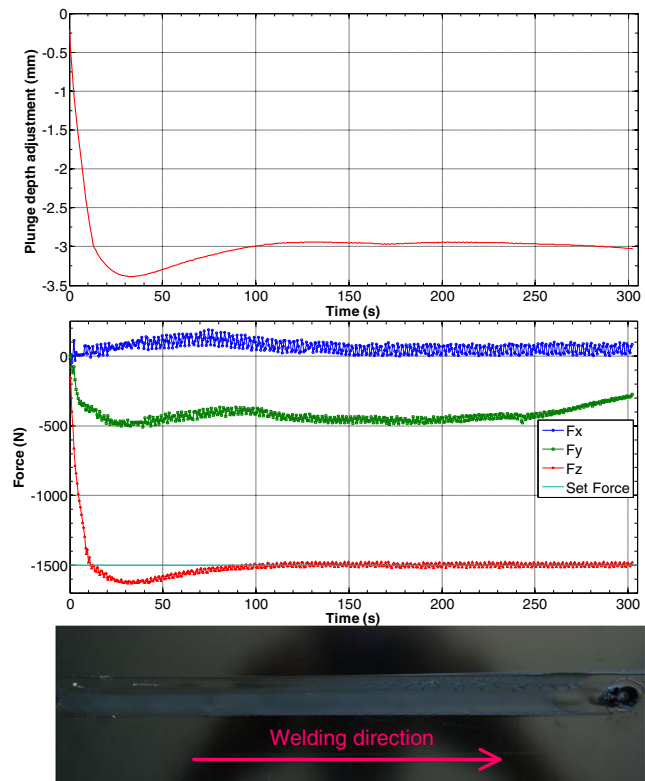 Plunge depth adjustment (mm)
0
-0.5
-1
-1.5
-2
-2.5
-3
-3.5
0
50
100
150
200
250
300
Time (s)
Force (N)
0
-500
-1000
-1500
Fx
Fy
Fz
Set Force
0
50
100
150
200
250
300
Time (s)
Welding direction